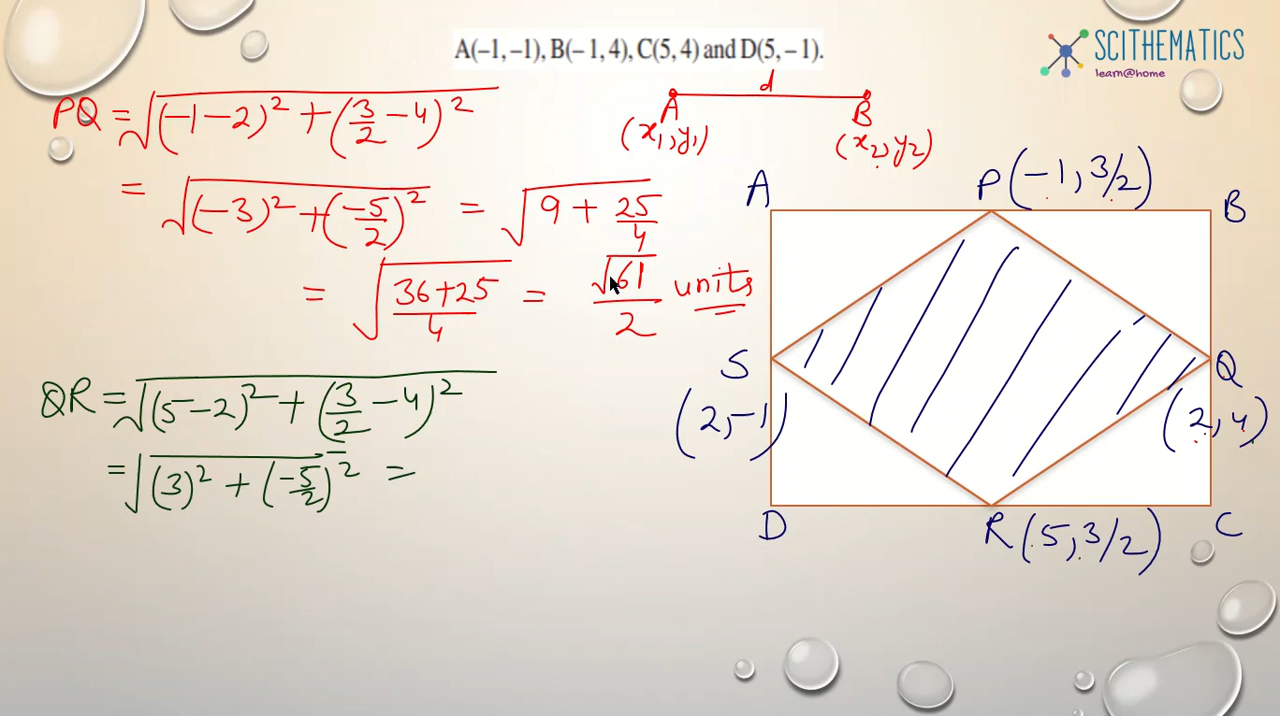 A(−1, −1), B(− 1, 4), C(5, 4) and D(5, − 1).
SCITHEMATICS
learn@home
PQ = √((-1-2)² + (3/2 - 4)²)
= √((-3)² + (-5/2)²) = √(9 + 25/4)
= √((36+25)/4) = √61/2 units
QR = √((5-2)² + (3/2 - 4)²)
= √((3)² + (-5/2)²) =
d
A B
(x₁,y₁) (x₂,y₂)
A P(-1, 3/2) B
S Q
(2,-1) (2,4)
D R(5,3/2) C